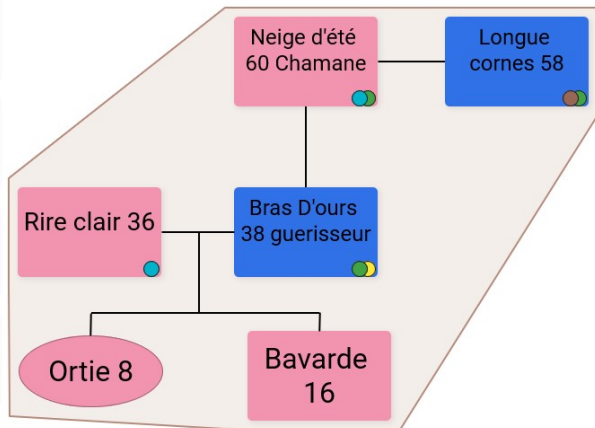 Neige d'été
60 Chamane
Longue
cornes 58
Rire clair 36
Bras D'ours
38 guerisseur
Ortie 8
Bavarde
16